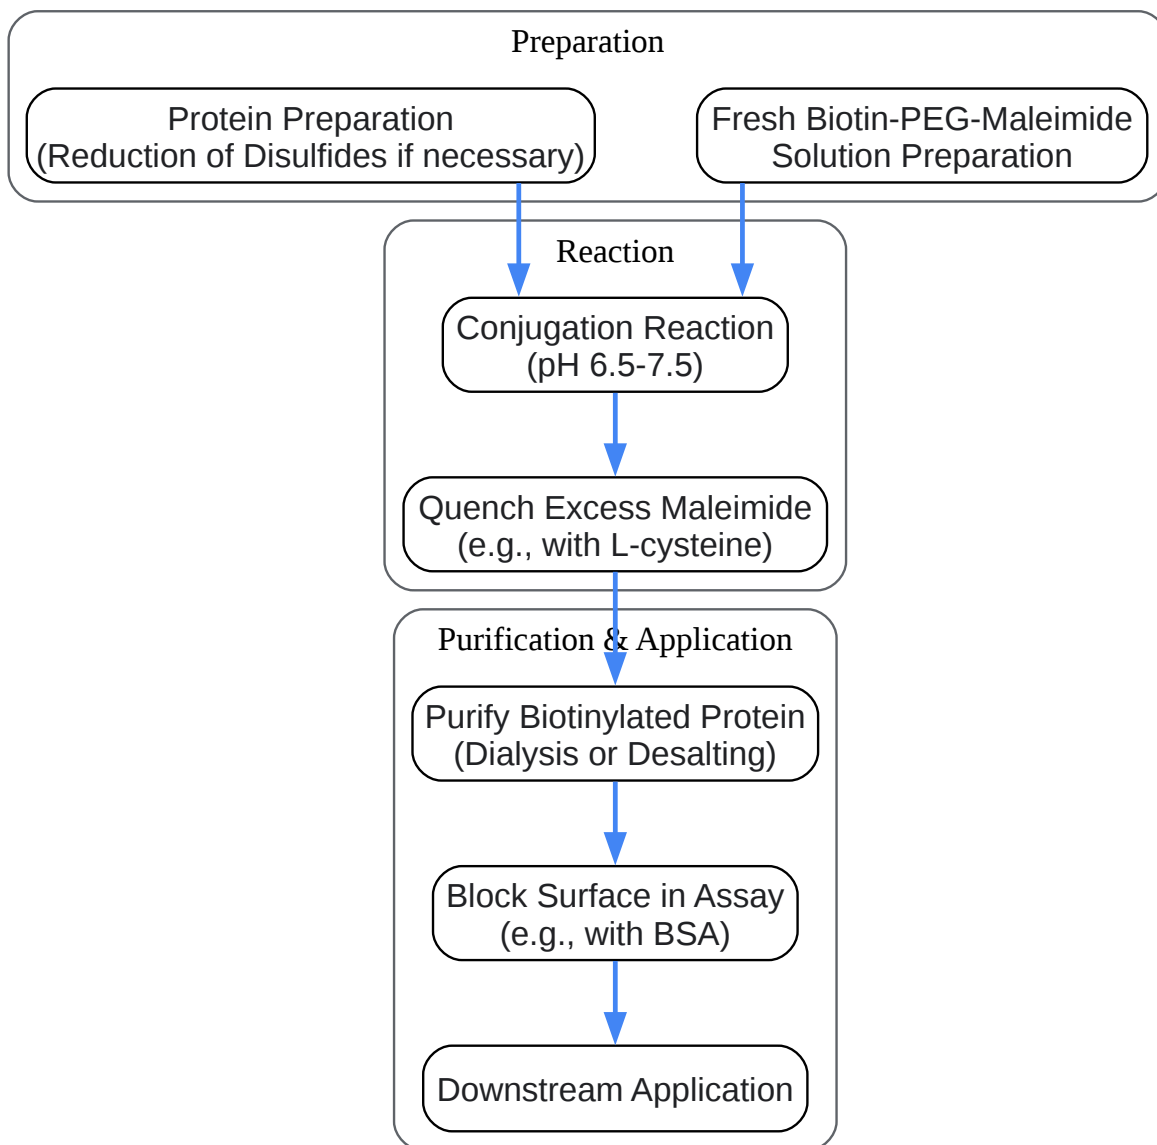 Preparation
Protein Preparation
(Reduction of Disulfides if necessary)
Fresh Biotin-PEG-Maleimide
Solution Preparation
Reaction
Conjugation Reaction
(pH 6.5-7.5)
Quench Excess Maleimide
(e.g., with L-cysteine)
Purification & Application
Purify Biotinylated Protein
(Dialysis or Desalting)
Block Surface in Assay
(e.g., with BSA)
Downstream Application